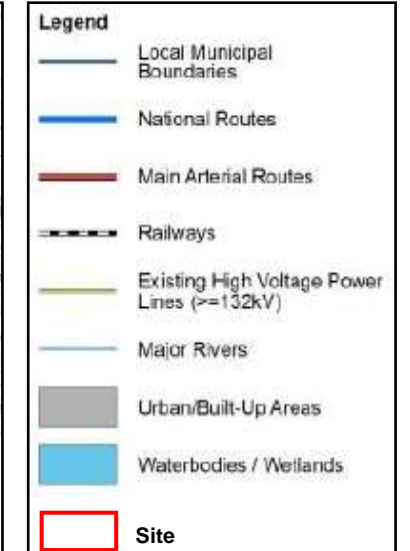 Legend
Local Municipal
Boundaries
National Routes
Main Arterial Routes
Railways
Existing High Voltage Power
Lines (>=132kV)
Major Rivers
Urban/Built-Up Areas
Waterbodies / Wetlands
Site